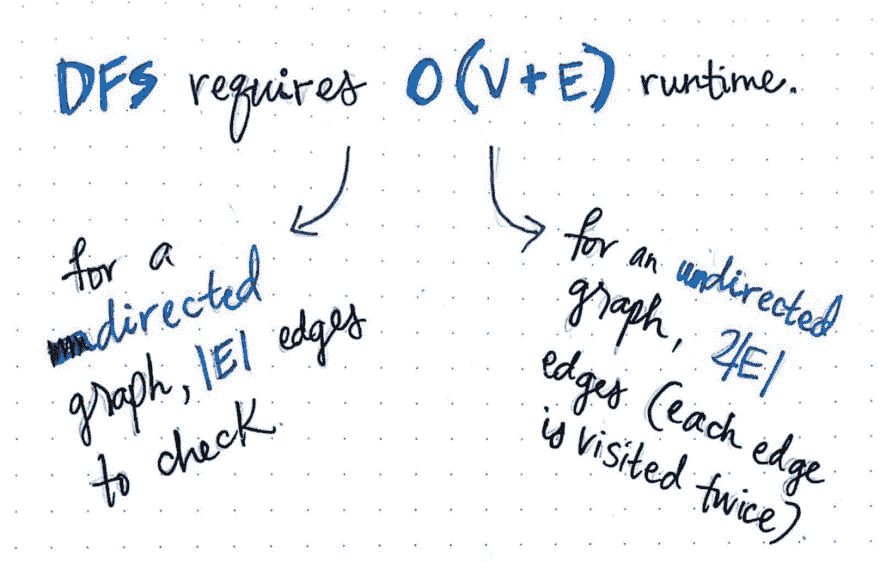 DFS requires O(V+E) runtime.
for a
directed
graph, |E| edges
to check
for an undirected
graph, 2|E|
edges (each edge
is visited twice)